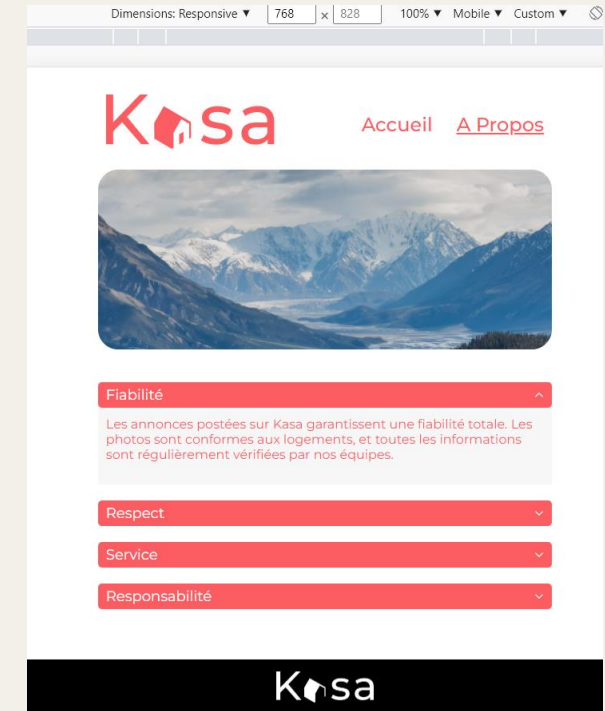 Dimensions: Responsive ▼ 768 x 828 100% ▼ Mobile ▼ Custom ▼
Kasa Accueil A Propos
Fiabilité
Les annonces postées sur Kasa garantissent une fiabilité totale. Les
photos sont conformes aux logements, et toutes les informations
sont régulièrement vérifiées par nos équipes.
Respect
Service
Responsabilité
Kasa